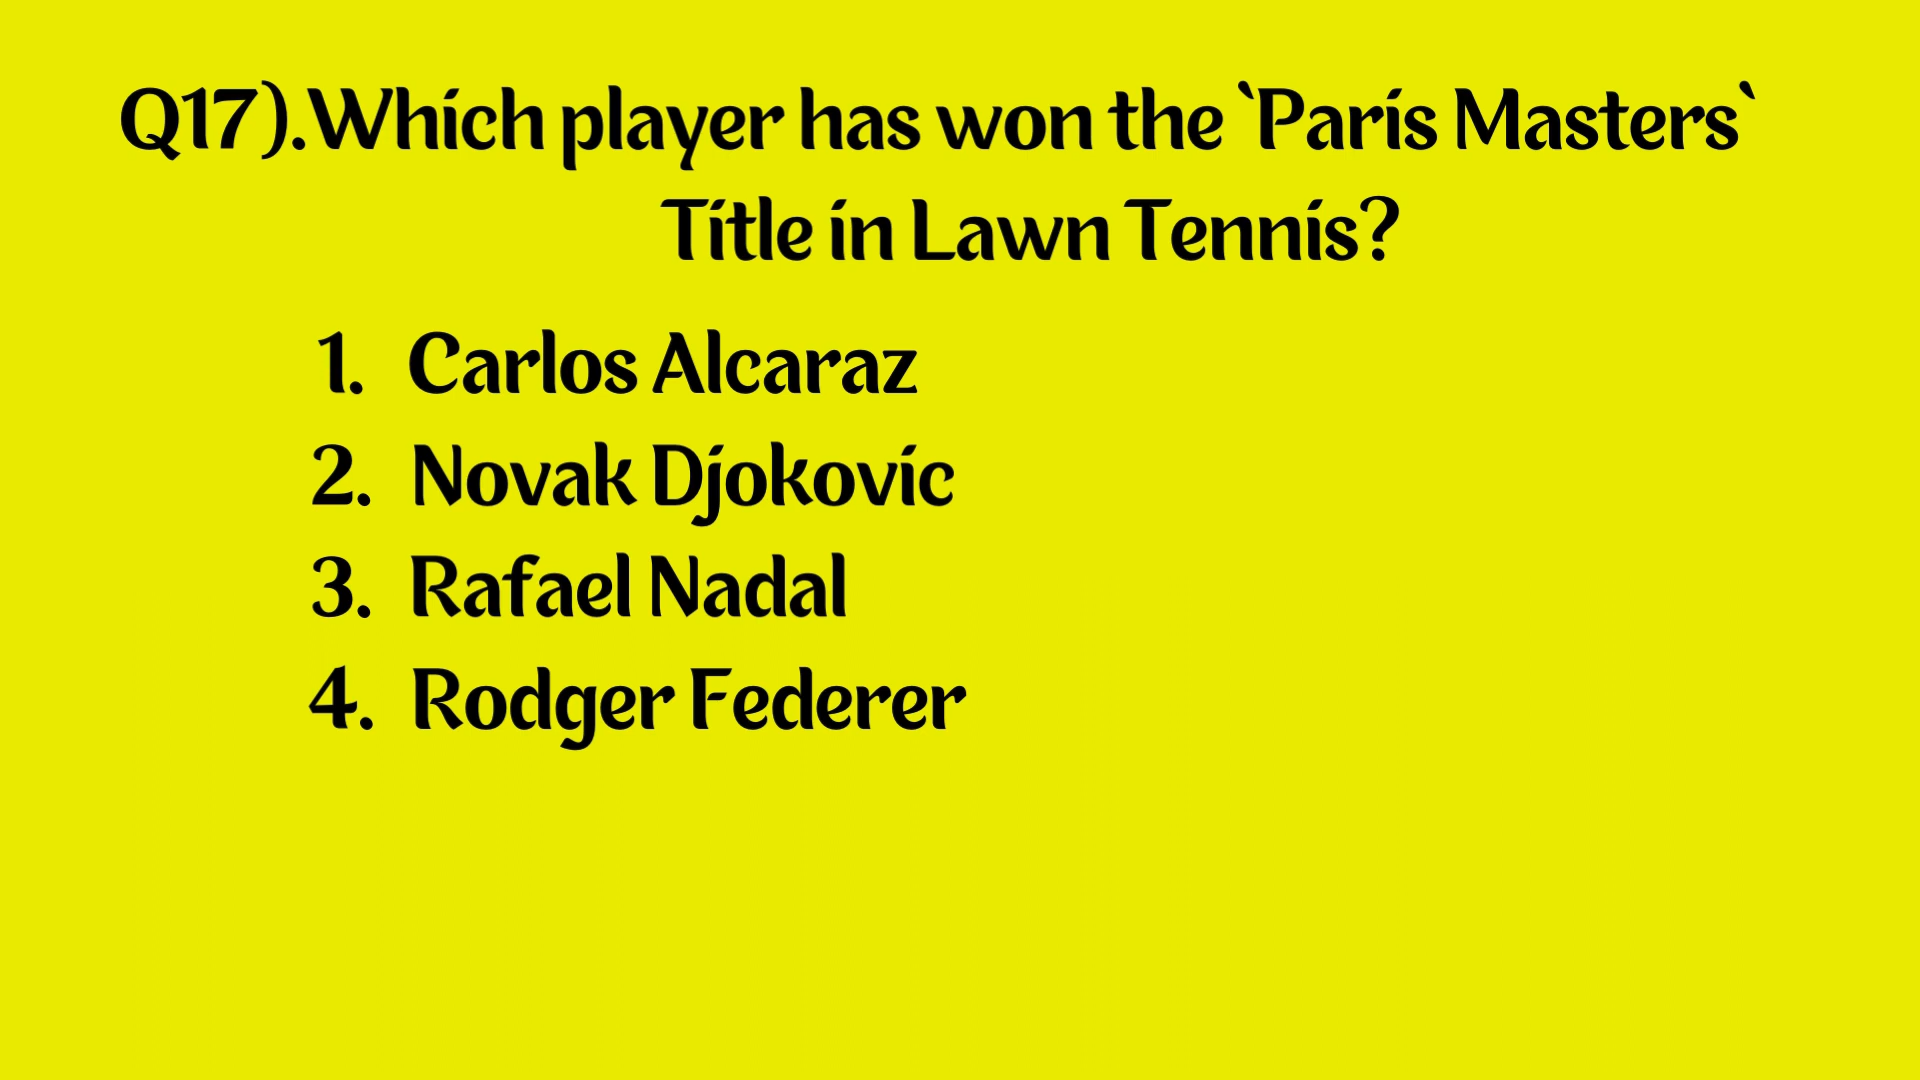 Q17).Which player has won the `Paris Masters`
Title in Lawn Tennis?
1. Carlos Alcaraz
2. Novak Djokovic
3. Rafael Nadal
4. Rodger Federer